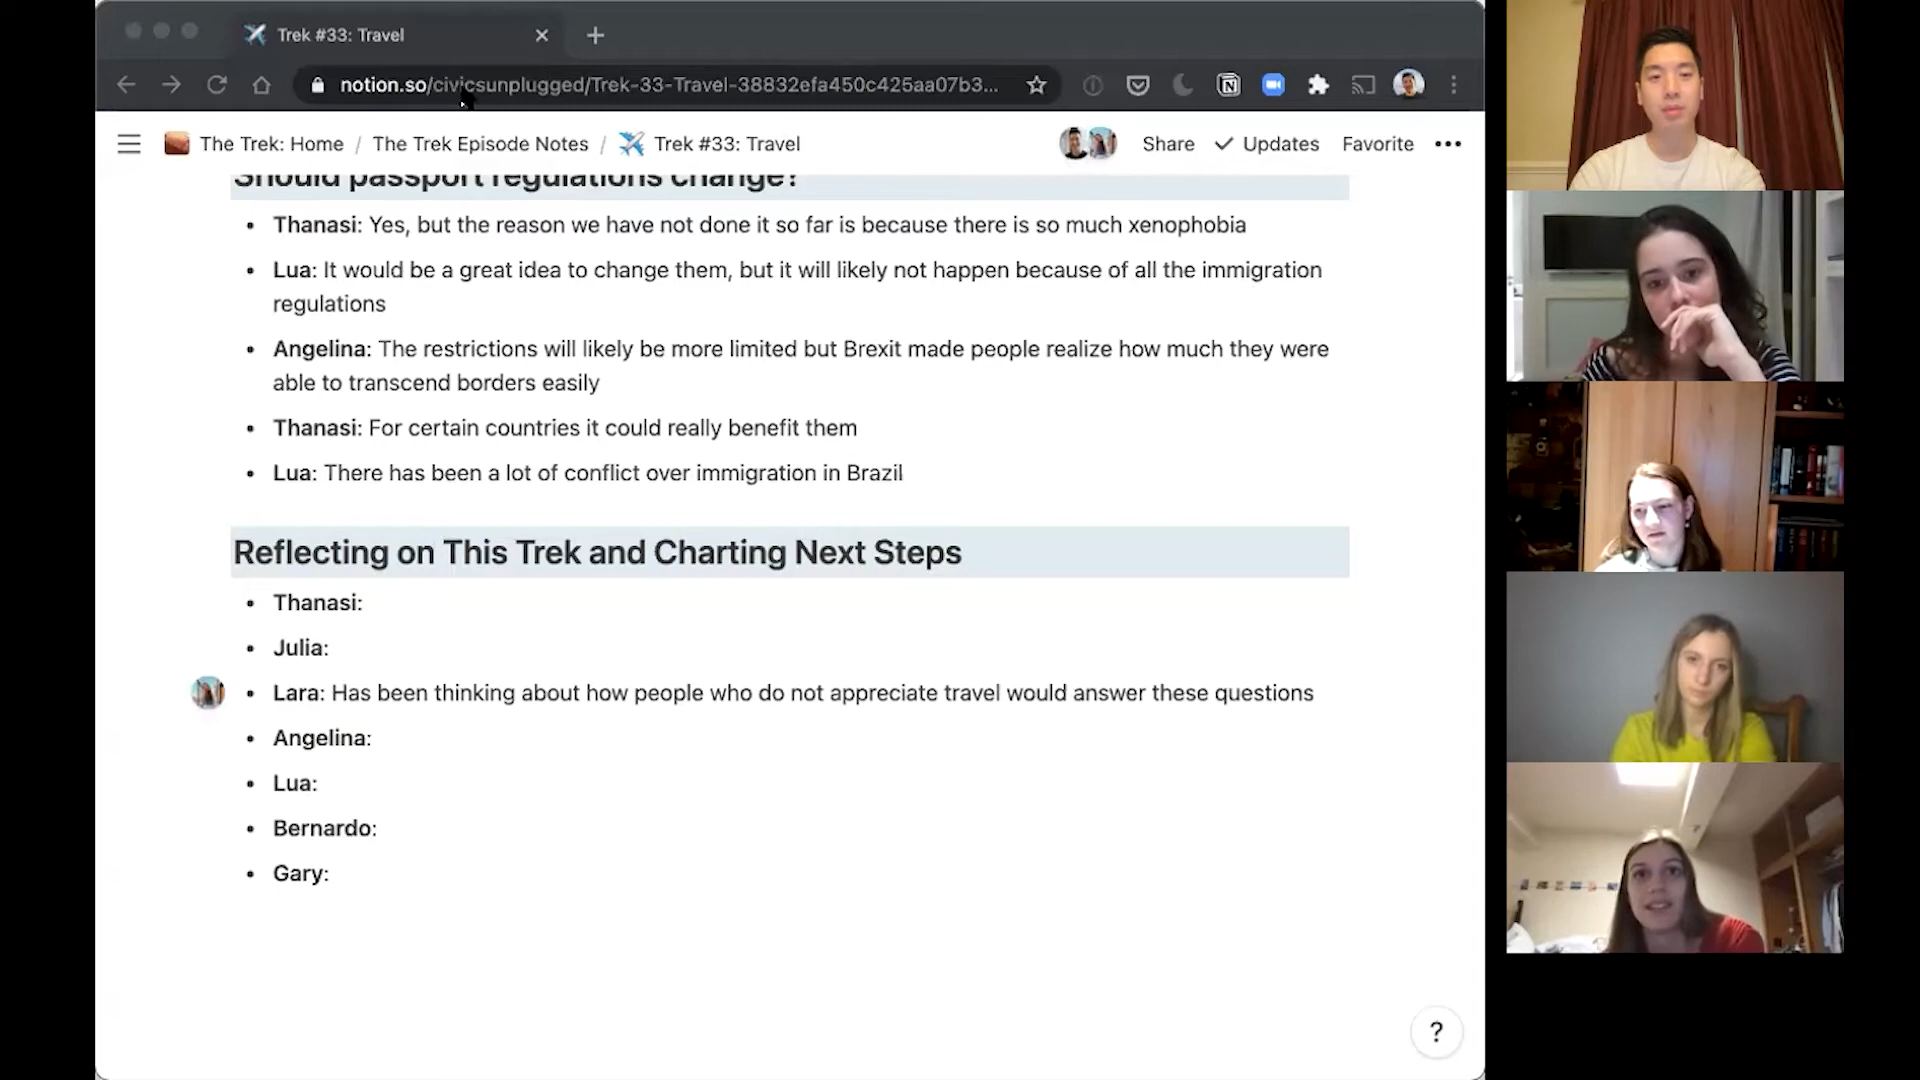 Trek #33: Travel
notion.so/civicsunplugged/Trek-33-Travel-38832efa450c425aa07b3...
The Trek: Home / The Trek Episode Notes / Trek #33: Travel
Share Updates Favorite
Should passport regulations change?
Thanasi: Yes, but the reason we have not done it so far is because there is so much xenophobia
Lua: It would be a great idea to change them, but it will likely not happen because of all the immigration
regulations
Angelina: The restrictions will likely be more limited but Brexit made people realize how much they were
able to transcend borders easily
Thanasi: For certain countries it could really benefit them
Lua: There has been a lot of conflict over immigration in Brazil
Reflecting on This Trek and Charting Next Steps
Thanasi:
Julia:
Lara: Has been thinking about how people who do not appreciate travel would answer these questions
Angelina:
Lua:
Bernardo:
Gary:
?